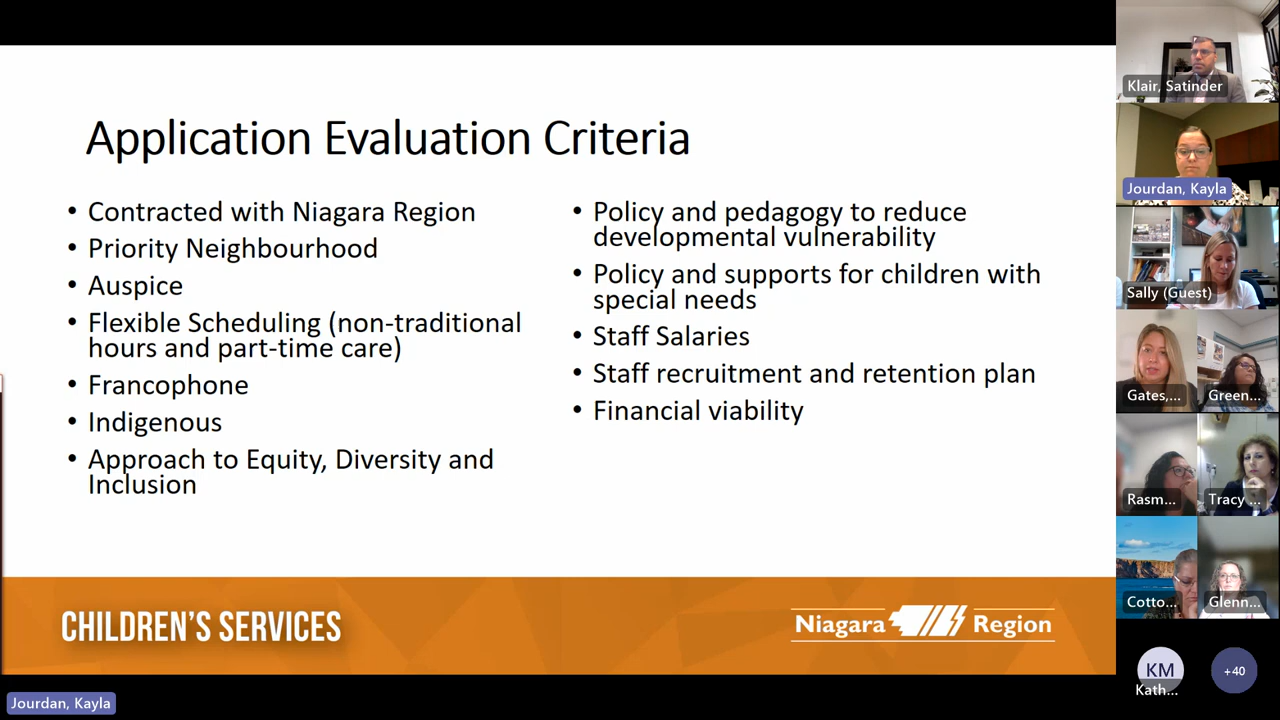 Application Evaluation Criteria
• Contracted with Niagara Region
• Priority Neighbourhood
• Auspice
• Flexible Scheduling (non-traditional
hours and part-time care)
• Francophone
• Indigenous
• Approach to Equity, Diversity and
Inclusion
• Policy and pedagogy to reduce
developmental vulnerability
• Policy and supports for children with
special needs
• Staff Salaries
• Staff recruitment and retention plan
• Financial viability
CHILDREN'S SERVICES
Niagara Region
Jourdan, Kayla
Klair, Satinder
Jourdan, Kayla
Sally (Guest)
Gates,...
Green...
Rasm...
Tracy ...
Cotto...
Glenn...
KM
Kath...
+40